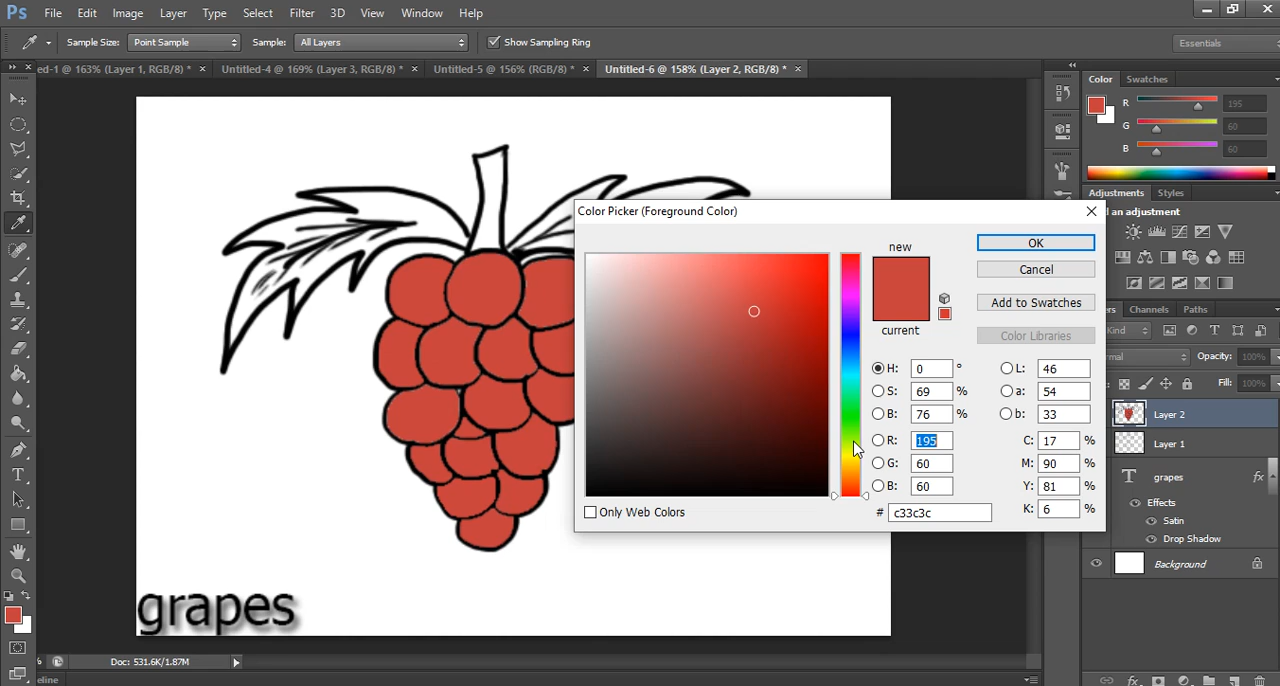 Ps File Edit Image Layer Type Select Filter 3D View Window Help
Sample Size: Point Sample Sample: All Layers Show Sampling Ring Essentials
ed-1 @ 163% (Layer 1, RGB/8) * × Untitled-4 @ 169% (Layer 3, RGB/8) * × Untitled-5 @ 156% (RGB/8) * × Untitled-6 @ 158% (Layer 2, RGB/8) * ×
Color Swatches
R 195
G 60
B 60
Adjustments Styles
d an adjustment
Color Picker (Foreground Color)
new
current
OK
Cancel
Add to Swatches
Color Libraries
H: 0 °
S: 69 %
B: 76 %
R: 195
G: 60
B: 60
L: 46
a: 54
b: 33
C: 17 %
M: 90 %
Y: 81 %
K: 6 %
# c33c3c
Only Web Colors
ers Channels Paths
Kind
mal Opacity: 100%
Fill: 100%
Layer 2
Layer 1
T grapes fx
Effects
Satin
Drop Shadow
Background
grapes
% Doc: 531.6K/1.87M
eline
fx